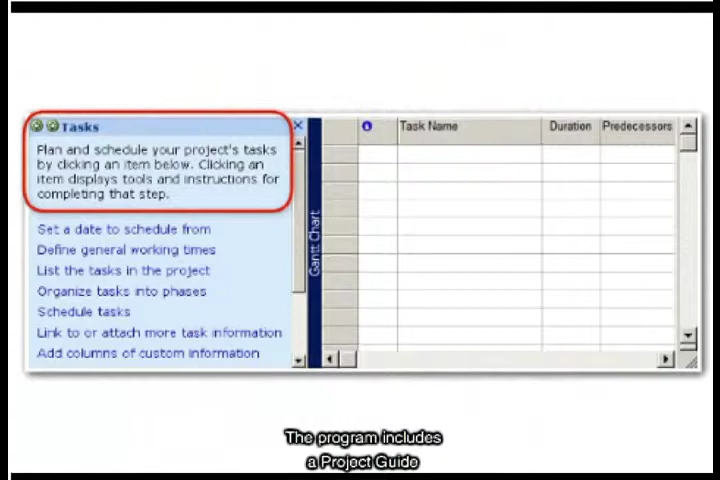 Tasks
Plan and schedule your project's tasks
by clicking an item below. Clicking an
item displays tools and instructions for
completing that step.
Set a date to schedule from
Define general working times
List the tasks in the project
Organize tasks into phases
Schedule tasks
Link to or attach more task information
Add columns of custom information
Gantt Chart
Task Name Duration Predecessors
The program includes
a Project Guide